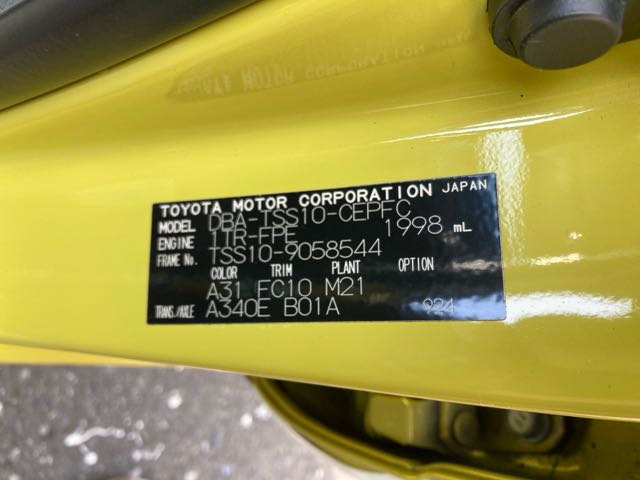 TOYOTA MOTOR CORPORATION JAPAN
MODEL DBA-TSS10-CEPFC
ENGINE 1TR-FPE 1998 mL
FRAME No. TSS10-9058544
COLOR TRIM PLANT OPTION
A31 FC10 M21
TRANS./AXLE A340E B01A 924